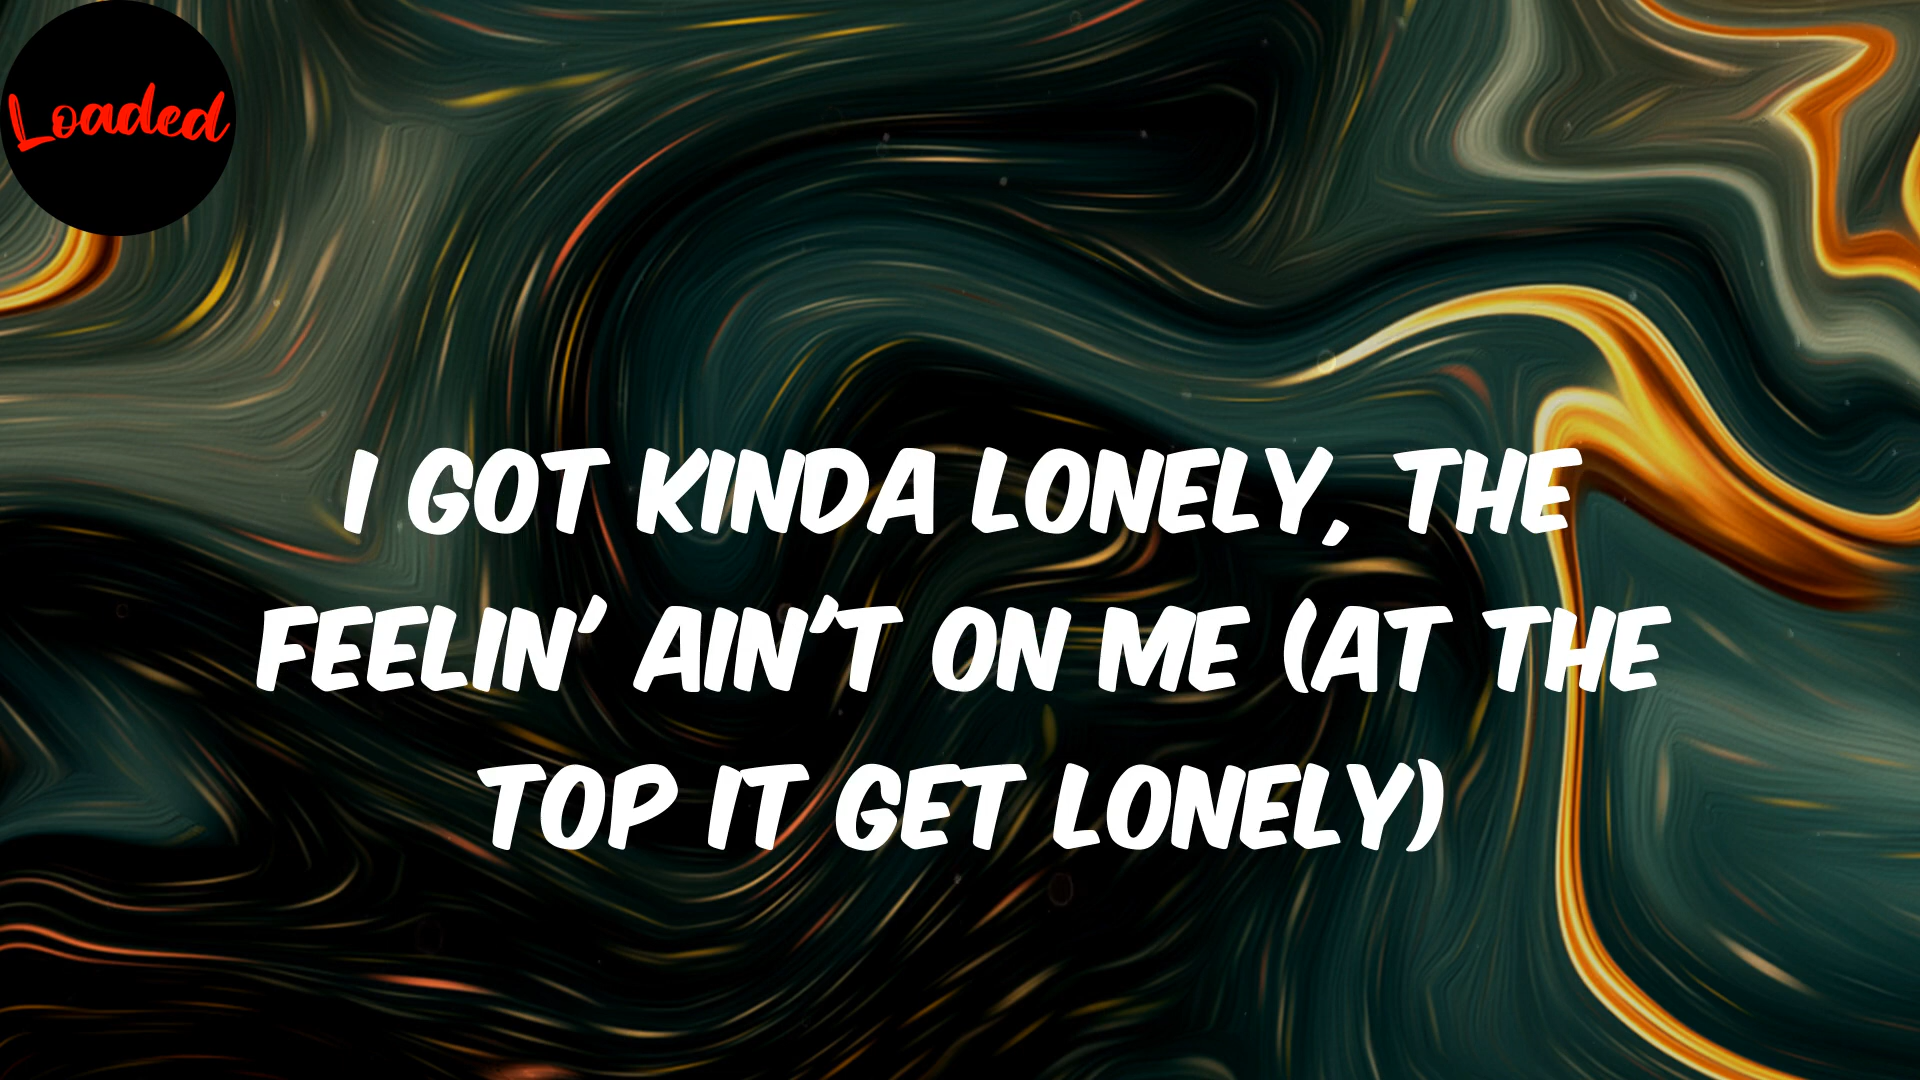 Loaded
I GOT KINDA LONELY, THE
FEELIN' AIN'T ON ME (AT THE
TOP IT GET LONELY)